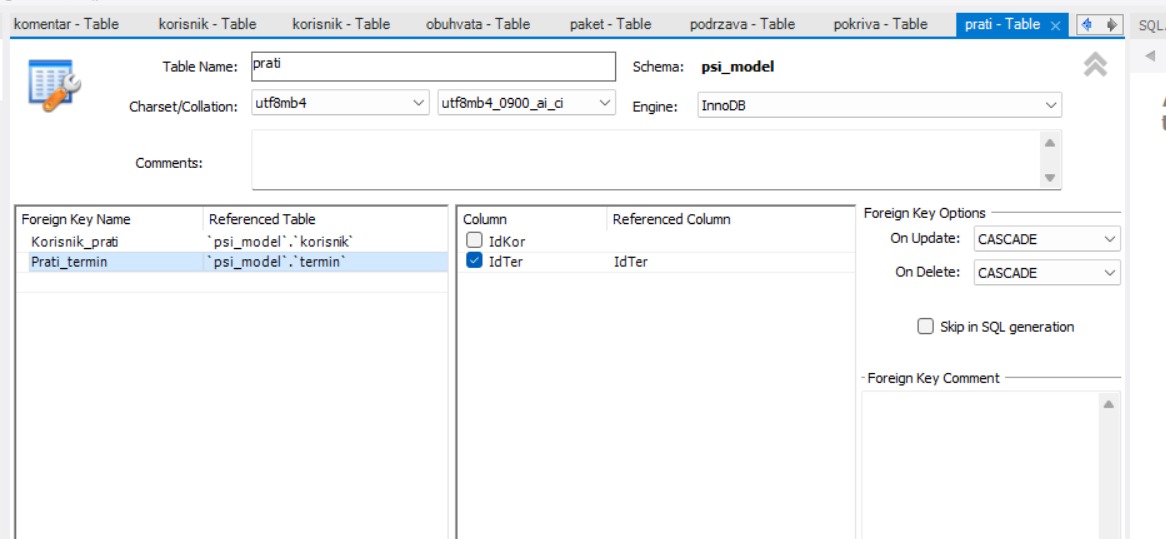 komentar - Table korisnik - Table korisnik - Table obuhvata - Table paket - Table podrzava - Table pokriva - Table prati - Table SQL
Table Name: prati Schema: psi_model
Charset/Collation: utf8mb4 utf8mb4_0900_ai_ci Engine: InnoDB
Comments:
Foreign Key Name Referenced Table Column Referenced Column Foreign Key Options
Korisnik_prati `psi_model`.`korisnik` IdKor On Update: CASCADE
Prati_termin `psi_model`.`termin` IdTer IdTer On Delete: CASCADE
Skip in SQL generation
Foreign Key Comment